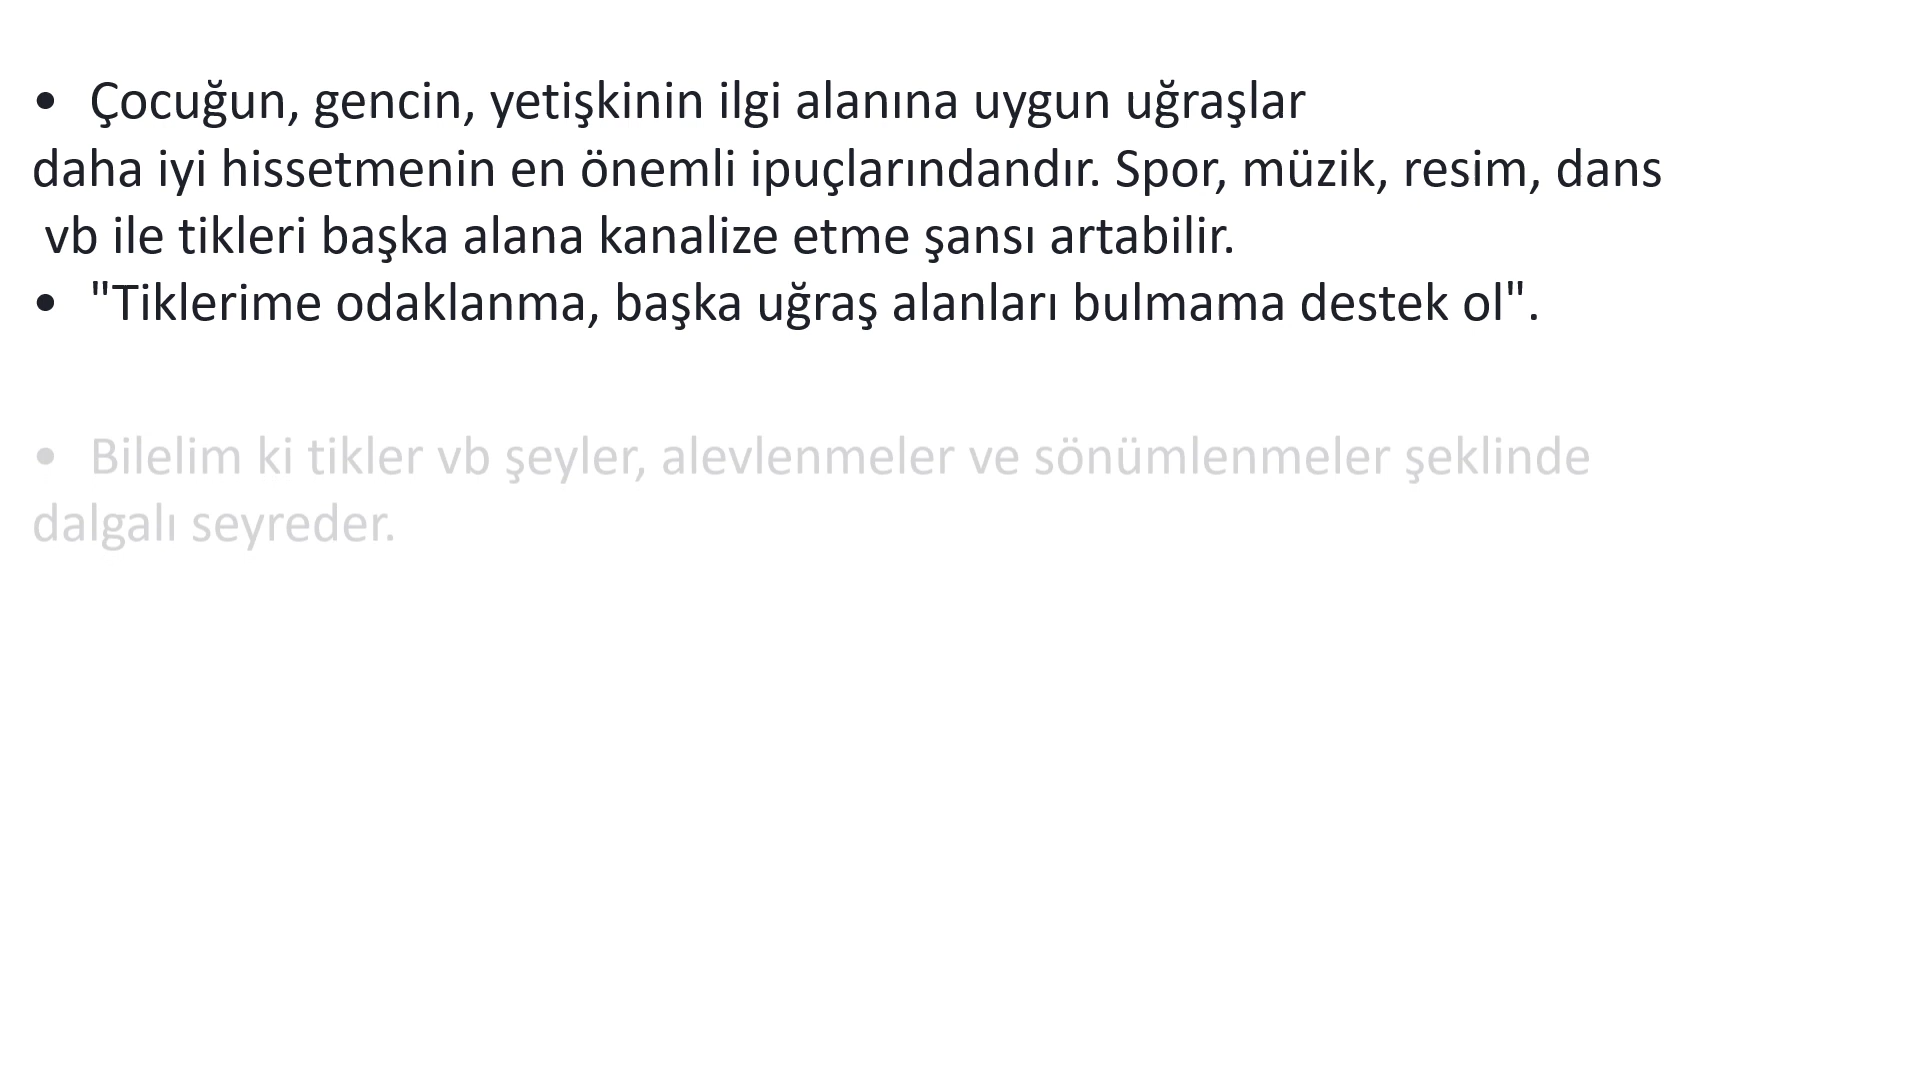 • Çocuğun, gencin, yetişkinin ilgi alanına uygun uğraşlar
daha iyi hissetmenin en önemli ipuçlarındandır. Spor, müzik, resim, dans
vb ile tikleri başka alana kanalize etme şansı artabilir.
• "Tiklerime odaklanma, başka uğraş alanları bulmama destek ol".
• Bilelim ki tikler vb şeyler, alevlenmeler ve sönümlenmeler şeklinde
dalgalı seyreder.